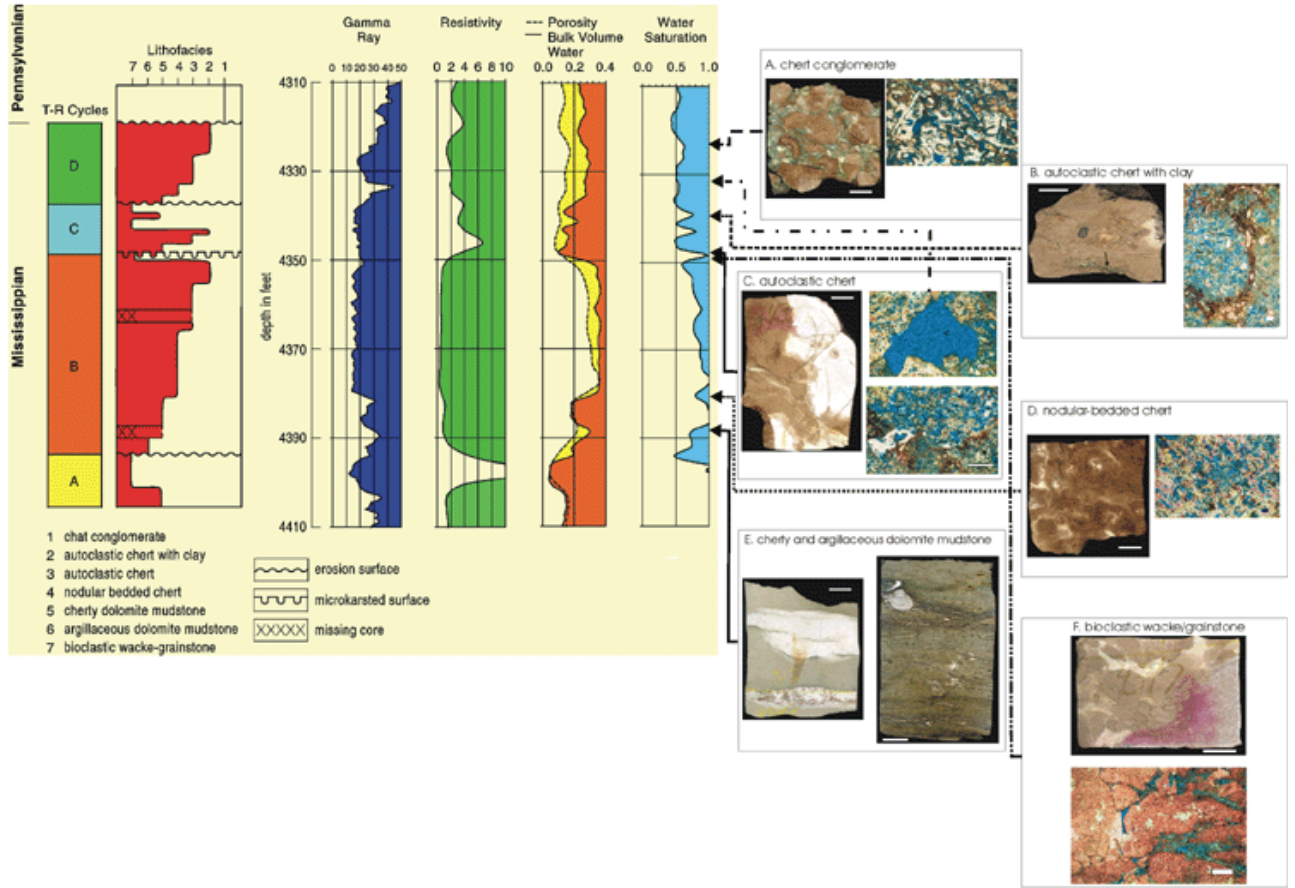 Pennsylvanian
Mississippian
Lithofacies
7 6 5 4 3 2 1
T-R Cycles
D
C
B
A
XX
XX
Gamma
Ray
0 10 20 30 40 50
Resistivity
0 2 4 6 8 10
Porosity
Bulk Volume
Water
0.0 0.2 0.4
Water
Saturation
0.0 0.5 1.0
depth in feet
4310
4330
4350
4370
4390
4410
1 chat conglomerate
2 autoclastic chert with clay
3 autoclastic chert
4 nodular bedded chert
5 cherty dolomite mudstone
6 argillaceous dolomite mudstone
7 bioclastic wacke-grainstone
erosion surface
microkarsted surface
XXXXX missing core
A. chert conglomerate
B. autoclastic chert with clay
C. autoclastic chert
D. nodular-bedded chert
E. cherty and argillaceous dolomite mudstone
F. bioclastic wacke/grainstone